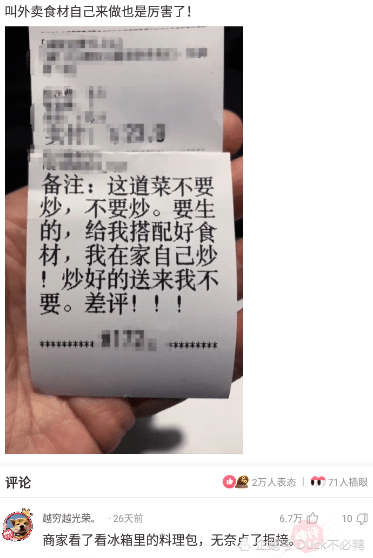 叫外卖食材自己来做也是厉害了！
备注：这道菜不要
炒，不要炒。要生
的，给我搭配好食
材，我在家自己炒
！炒好的送来我不
要。差评！！！
评论
2万人表态
71人插眼
越穷越光荣。 · 26天前
6.7万
10
商家看了看冰箱里的料理包，无奈点了拒接。